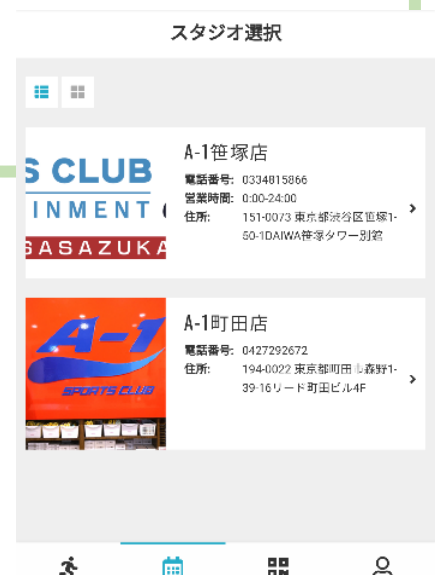 スタジオ選択
S CLUB
INMENT
SASAZUKA
A-1笹塚店
電話番号: 0334815866
営業時間: 0:00-24:00
住所: 151-0073 東京都渋谷区笹塚1-
50-1DAIWA笹塚タワー別館
A-1
SPORTS CLUB
A-1町田店
電話番号: 0427292672
住所: 194-0022 東京都町田市森野1-
39-16リード町田ビル4F